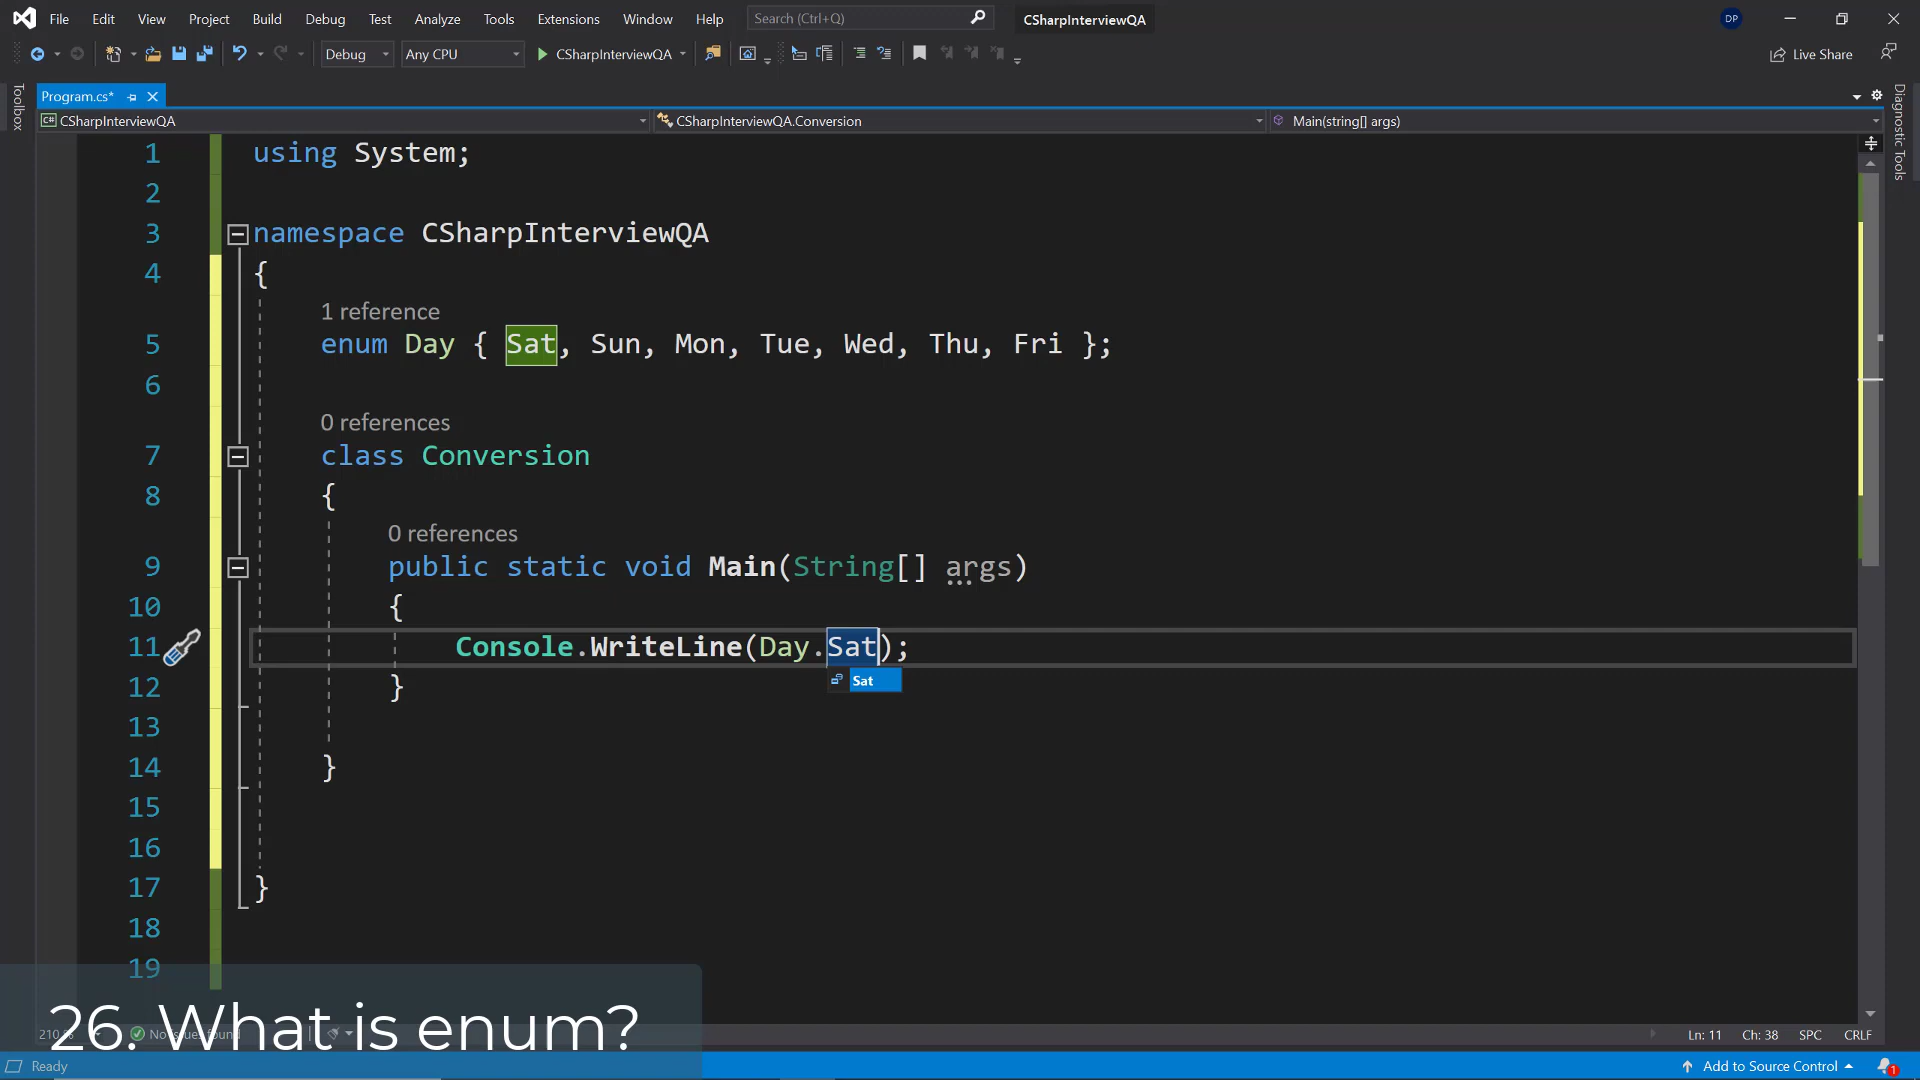 File Edit View Project Build Debug Test Analyze Tools Extensions Window Help Search (Ctrl+Q) CSharpInterviewQA DP
Debug Any CPU CSharpInterviewQA Live Share
Toolbox
Program.cs*
Diagnostic Tools
C# CSharpInterviewQA CSharpInterviewQA.Conversion Main(string[] args)
1 using System;
2
3 namespace CSharpInterviewQA
4 {
1 reference
5 enum Day { Sat, Sun, Mon, Tue, Wed, Thu, Fri };
6
0 references
7 class Conversion
8 {
0 references
9 public static void Main(String[] args)
10 {
11 Console.WriteLine(Day.Sat);
Sat
12 }
13
14 }
15
16
17 }
18
19
26. What is enum?
Ln: 11 Ch: 38 SPC CRLF
Ready Add to Source Control 1